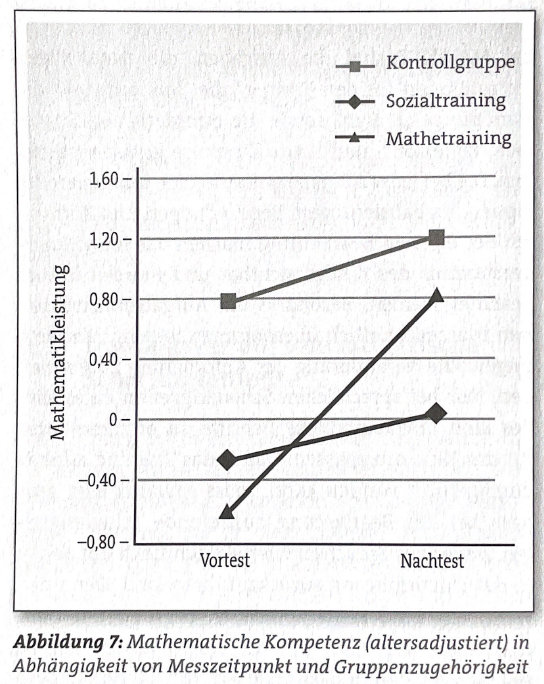 Kontrollgruppe
Sozialtraining
Mathetraining
1,60
1,20
0,80
0,40
0
-0,40
-0,80
Mathematikleistung
Vortest
Nachtest
Abbildung 7: Mathematische Kompetenz (altersadjustiert) in
Abhängigkeit von Messzeitpunkt und Gruppenzugehörigkeit